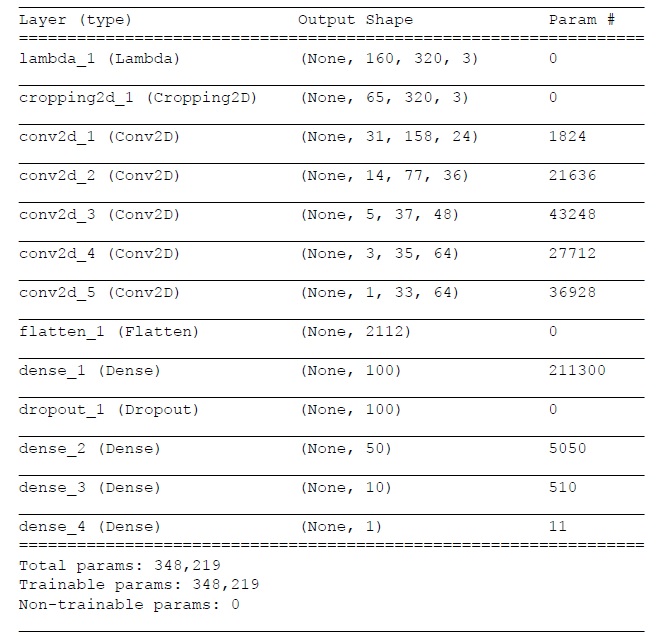 Layer (type) Output Shape Param #
=================================================================
lambda_1 (Lambda) (None, 160, 320, 3) 0
cropping2d_1 (Cropping2D) (None, 65, 320, 3) 0
conv2d_1 (Conv2D) (None, 31, 158, 24) 1824
conv2d_2 (Conv2D) (None, 14, 77, 36) 21636
conv2d_3 (Conv2D) (None, 5, 37, 48) 43248
conv2d_4 (Conv2D) (None, 3, 35, 64) 27712
conv2d_5 (Conv2D) (None, 1, 33, 64) 36928
flatten_1 (Flatten) (None, 2112) 0
dense_1 (Dense) (None, 100) 211300
dropout_1 (Dropout) (None, 100) 0
dense_2 (Dense) (None, 50) 5050
dense_3 (Dense) (None, 10) 510
dense_4 (Dense) (None, 1) 11
=================================================================
Total params: 348,219
Trainable params: 348,219
Non-trainable params: 0